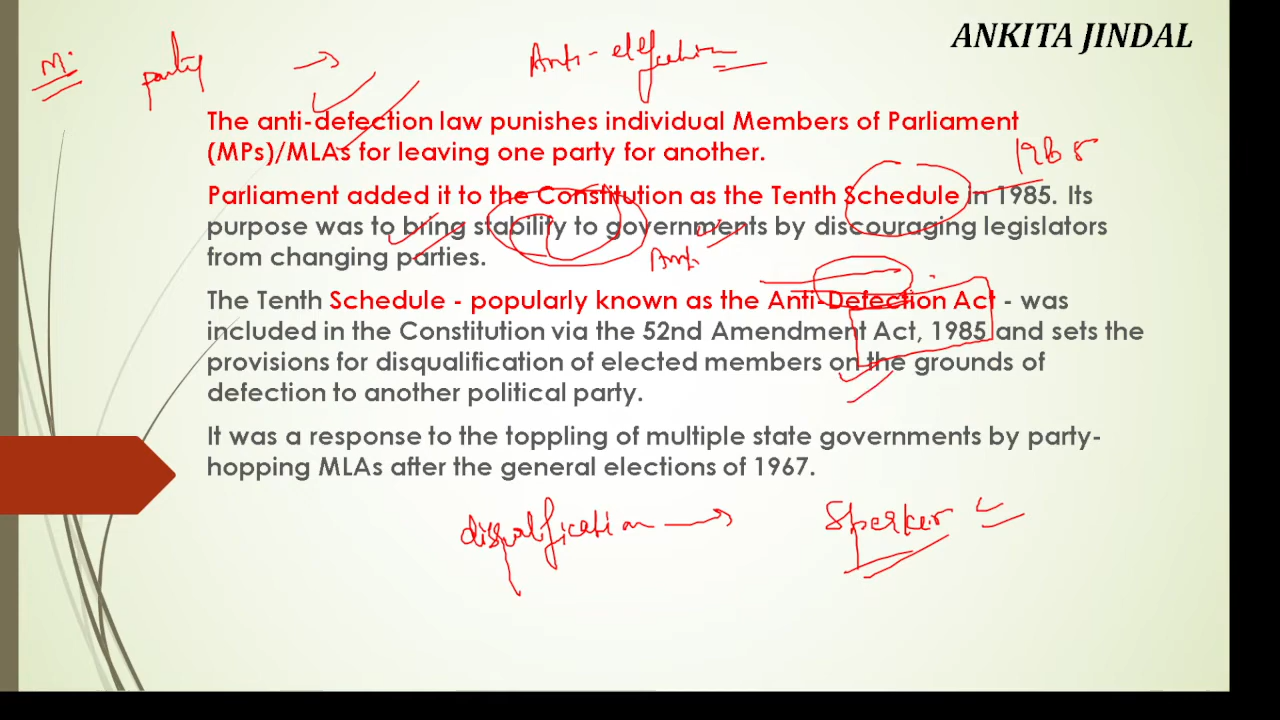 ANKITA JINDAL
M.
party
Anti-
The anti-defection law punishes individual Members of Parliament
(MPs)/MLAs for leaving one party for another.
1985
Parliament added it to the Constitution as the Tenth Schedule in 1985. Its
purpose was to bring stability to governments by discouraging legislators
from changing parties.
Anti
The Tenth Schedule - popularly known as the Anti-Defection Act - was
included in the Constitution via the 52nd Amendment Act, 1985 and sets the
provisions for disqualification of elected members on the grounds of
defection to another political party.
It was a response to the toppling of multiple state governments by party-
hopping MLAs after the general elections of 1967.
disqualification → Speaker